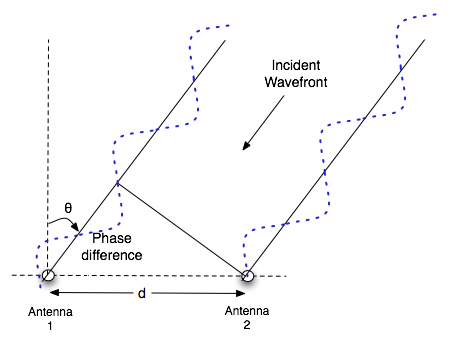 Incident
Wavefront
θ
Phase
difference
d
Antenna
1
Antenna
2